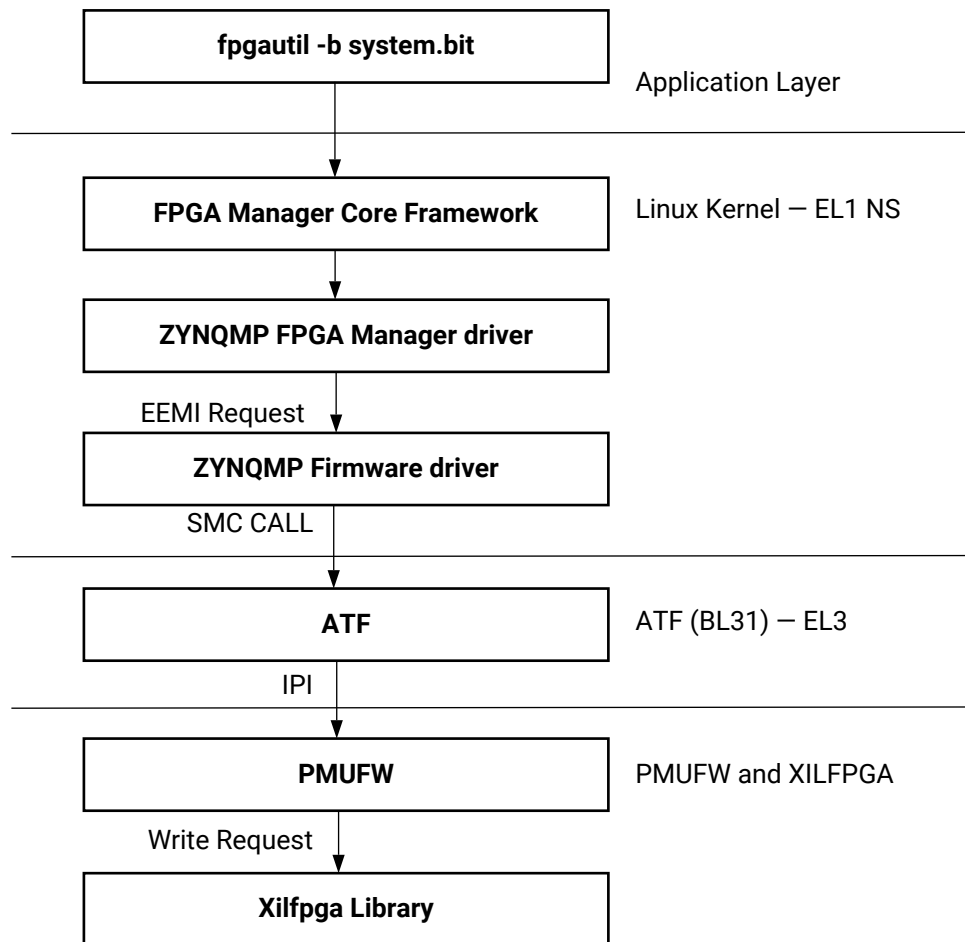 fpgautil -b system.bit
Application Layer
FPGA Manager Core Framework
Linux Kernel — EL1 NS
ZYNQMP FPGA Manager driver
EEMI Request
ZYNQMP Firmware driver
SMC CALL
ATF
ATF (BL31) — EL3
IPI
PMUFW
PMUFW and XILFPGA
Write Request
Xilfpga Library